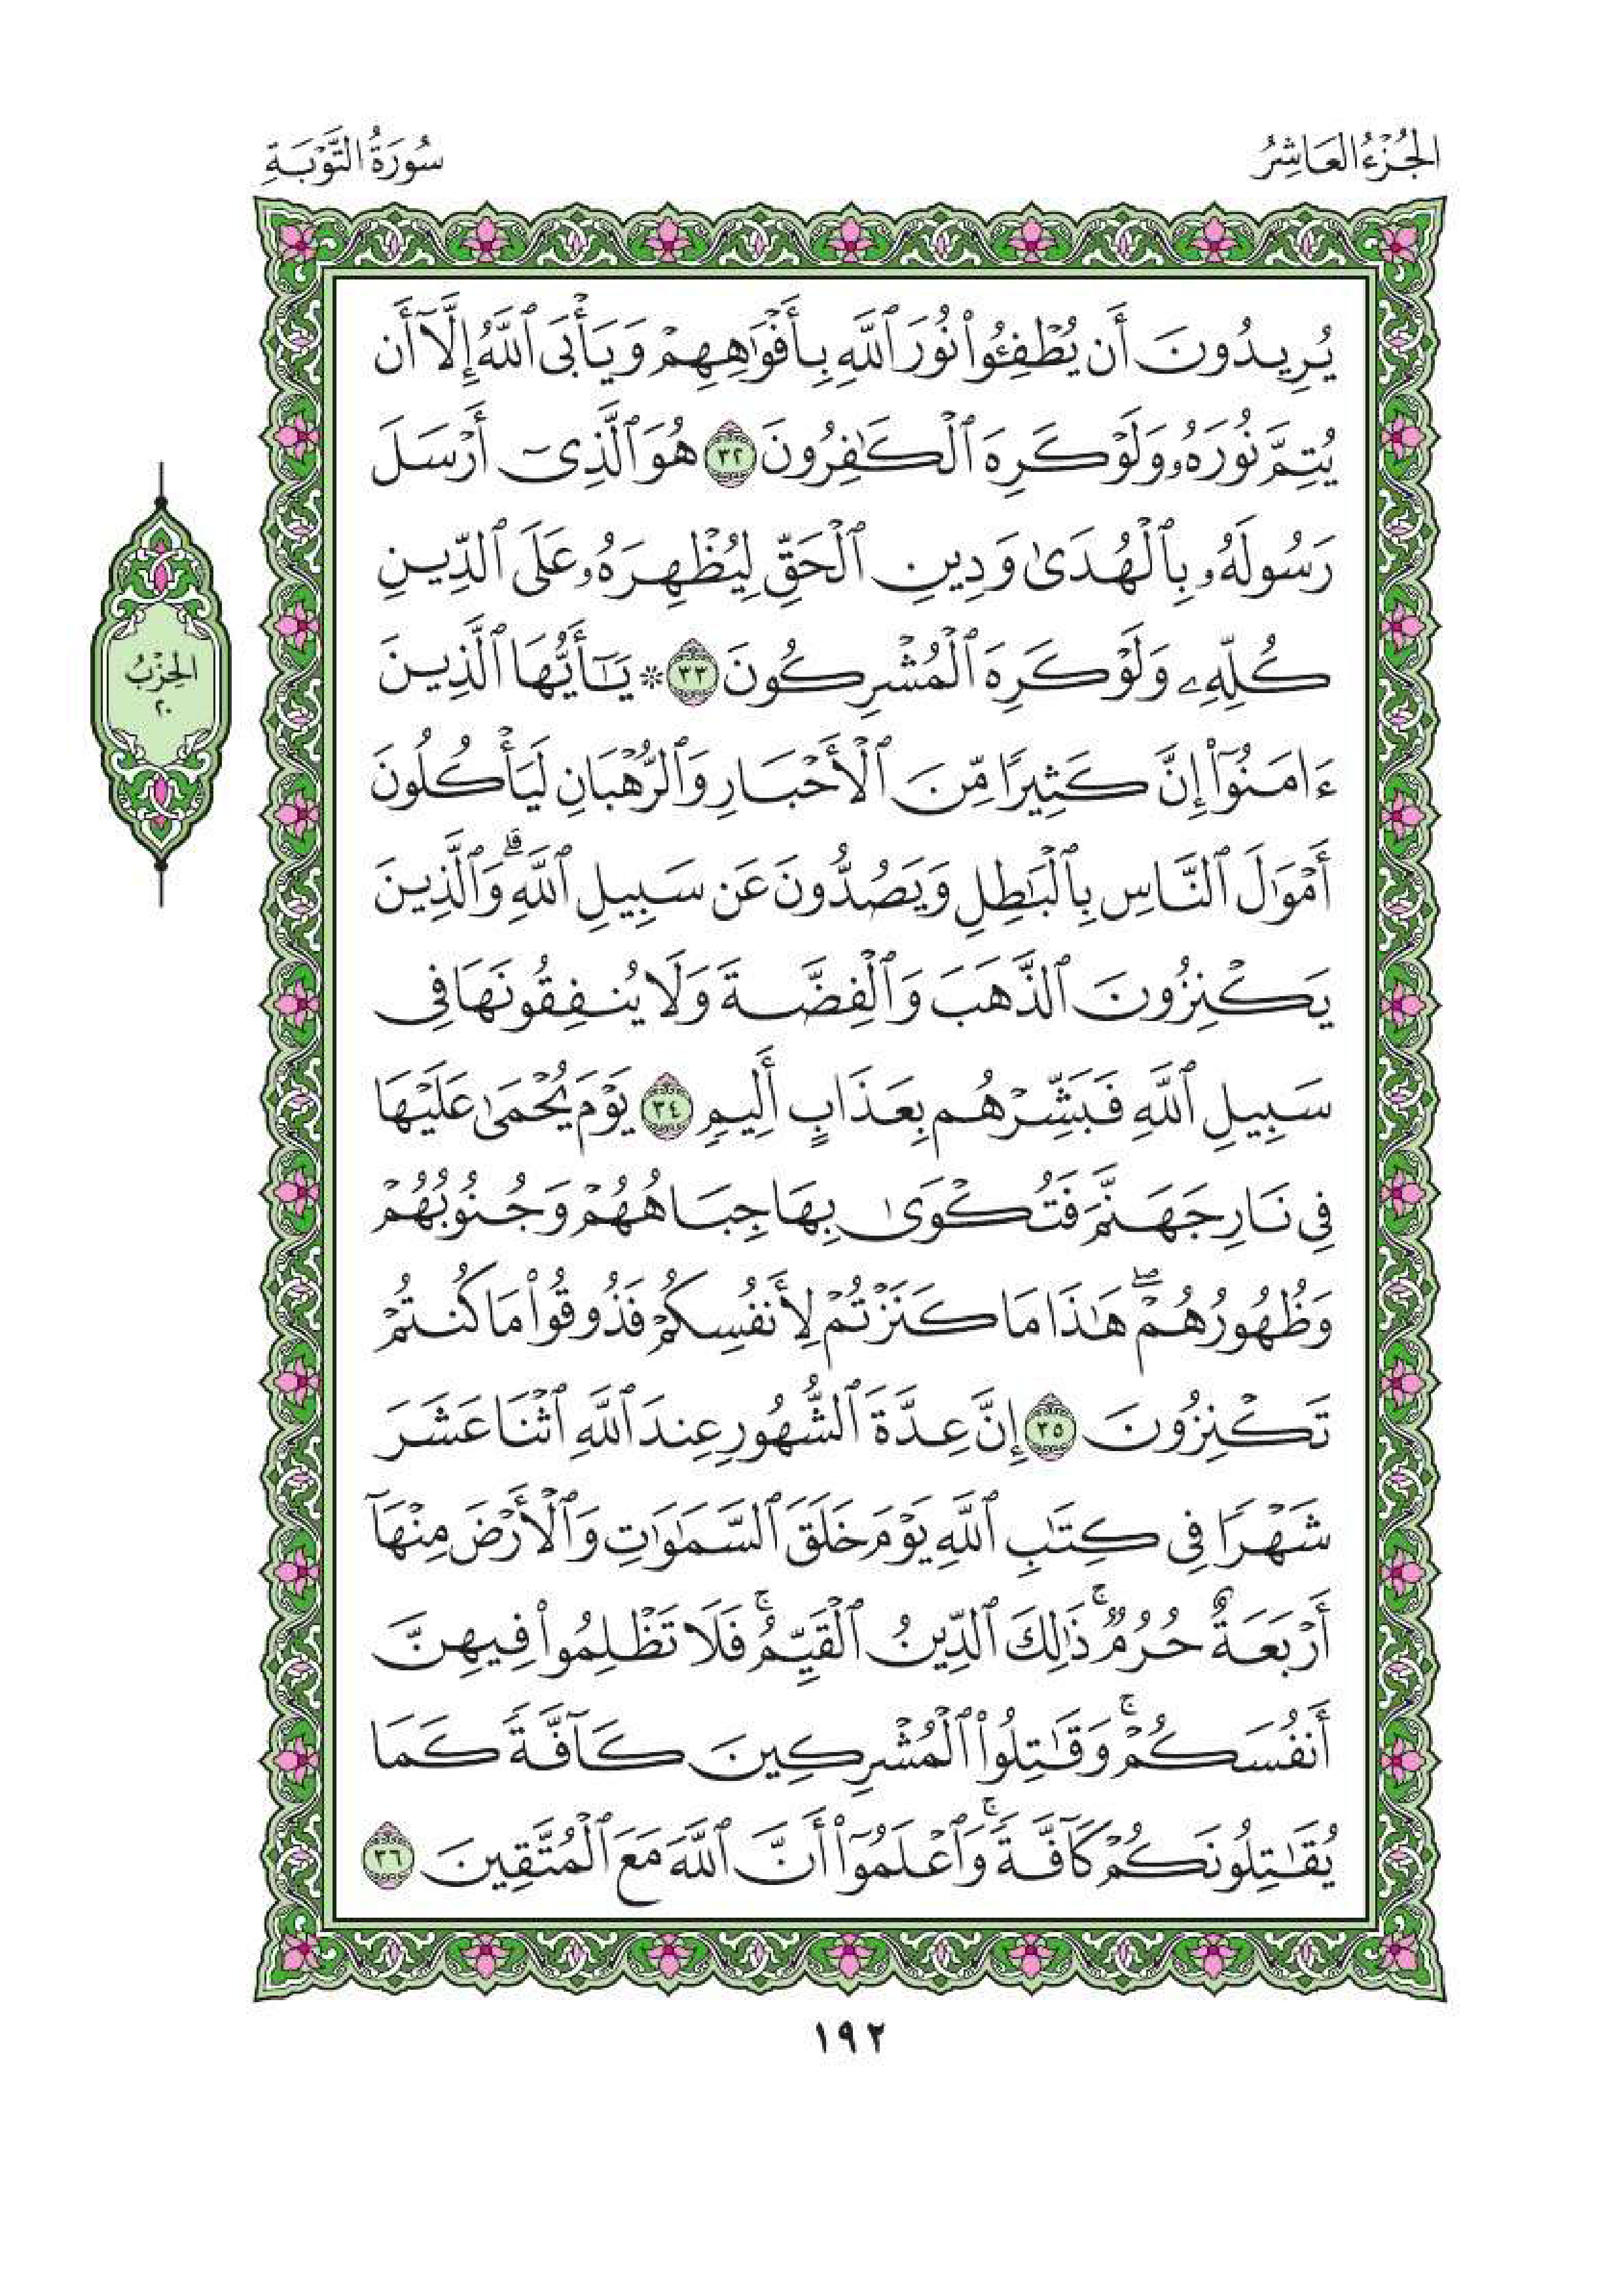 الجُزْءُ العَاشِرُ
سُورَةُ التَّوْبَةِ
يُرِيدُونَ أَن يُطْفِـُٔوا۟ نُورَ ٱللَّهِ بِأَفْوَٰهِهِمْ وَيَأْبَى ٱللَّهُ إِلَّآ أَن
يُتِمَّ نُورَهُۥ وَلَوْ كَرِهَ ٱلْكَٰفِرُونَ ٣٢ هُوَ ٱلَّذِىٓ أَرْسَلَ
رَسُولَهُۥ بِٱلْهُدَىٰ وَدِينِ ٱلْحَقِّ لِيُظْهِرَهُۥ عَلَى ٱلدِّينِ
كُلِّهِۦ وَلَوْ كَرِهَ ٱلْمُشْرِكُونَ ٣٣ * يَٰٓأَيُّهَا ٱلَّذِينَ
الحِزْبُ
٢٠
ءَامَنُوٓا۟ إِنَّ كَثِيرًا مِّنَ ٱلْأَحْبَارِ وَٱلرُّهْبَانِ لَيَأْكُلُونَ
أَمْوَٰلَ ٱلنَّاسِ بِٱلْبَٰطِلِ وَيَصُدُّونَ عَن سَبِيلِ ٱللَّهِ ۗ وَٱلَّذِينَ
يَكْنِزُونَ ٱلذَّهَبَ وَٱلْفِضَّةَ وَلَا يُنفِقُونَهَا فِى
سَبِيلِ ٱللَّهِ فَبَشِّرْهُم بِعَذَابٍ أَلِيمٍ ٣٤ يَوْمَ يُحْمَىٰ عَلَيْهَا
فِى نَارِ جَهَنَّمَ فَتُكْوَىٰ بِهَا جِبَاهُهُمْ وَجُنُوبُهُمْ
وَظُهُورُهُمْ ۖ هَٰذَا مَا كَنَزْتُمْ لِأَنفُسِكُمْ فَذُوقُوا۟ مَا كُنتُمْ
تَكْنِزُونَ ٣٥ إِنَّ عِدَّةَ ٱلشُّهُورِ عِندَ ٱللَّهِ ٱثْنَا عَشَرَ
شَهْرًا فِى كِتَٰبِ ٱللَّهِ يَوْمَ خَلَقَ ٱلسَّمَٰوَٰتِ وَٱلْأَرْضَ مِنْهَآ
أَرْبَعَةٌ حُرُمٌ ۚ ذَٰلِكَ ٱلدِّينُ ٱلْقَيِّمُ ۚ فَلَا تَظْلِمُوا۟ فِيهِنَّ
أَنفُسَكُمْ ۚ وَقَٰتِلُوا۟ ٱلْمُشْرِكِينَ كَآفَّةً كَمَا
يُقَٰتِلُونَكُمْ كَآفَّةً ۚ وَٱعْلَمُوٓا۟ أَنَّ ٱللَّهَ مَعَ ٱلْمُتَّقِينَ ٣٦
١٩٢